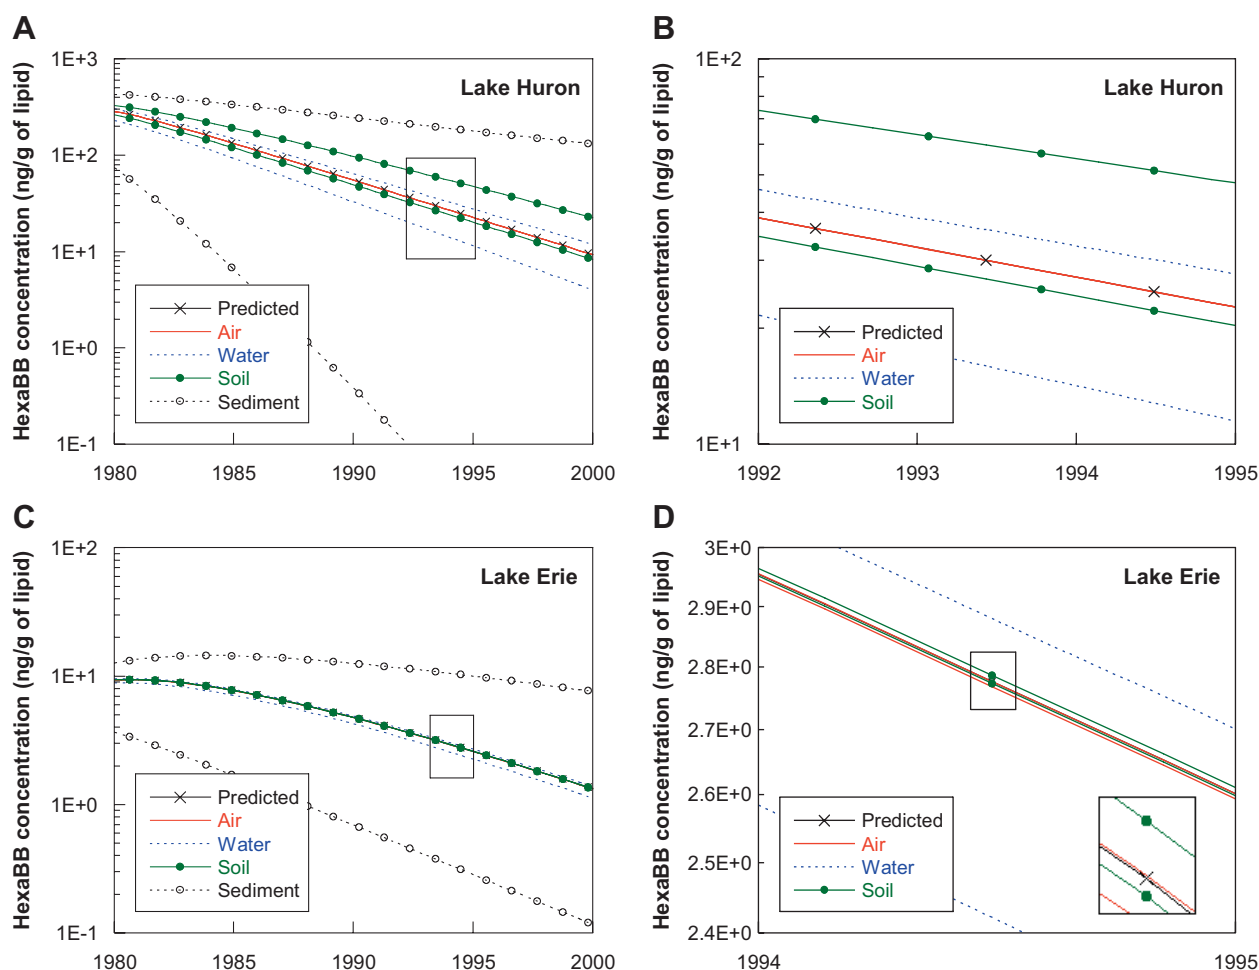 A
HexaBB concentration (ng/g of lipid)
1E+3
1E+2
1E+1
1E+0
1E-1
Lake Huron
Predicted
Air
Water
Soil
Sediment
1980 1985 1990 1995 2000
B
HexaBB concentration (ng/g of lipid)
1E+2
1E+1
Lake Huron
Predicted
Air
Water
Soil
1992 1993 1994 1995
C
HexaBB concentration (ng/g of lipid)
1E+2
1E+1
1E+0
1E-1
Lake Erie
Predicted
Air
Water
Soil
Sediment
1980 1985 1990 1995 2000
D
HexaBB concentration (ng/g of lipid)
3E+0
2.9E+0
2.8E+0
2.7E+0
2.6E+0
2.5E+0
2.4E+0
Lake Erie
Predicted
Air
Water
Soil
1994 1995